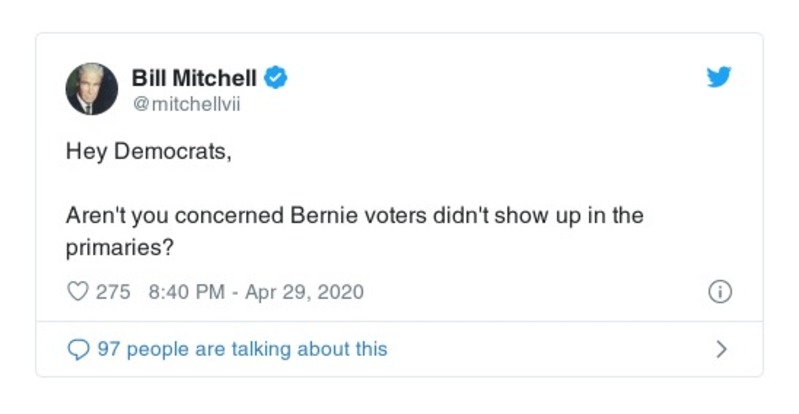 Bill Mitchell
@mitchellvii
Hey Democrats,
Aren't you concerned Bernie voters didn't show up in the
primaries?
275 8:40 PM - Apr 29, 2020
97 people are talking about this